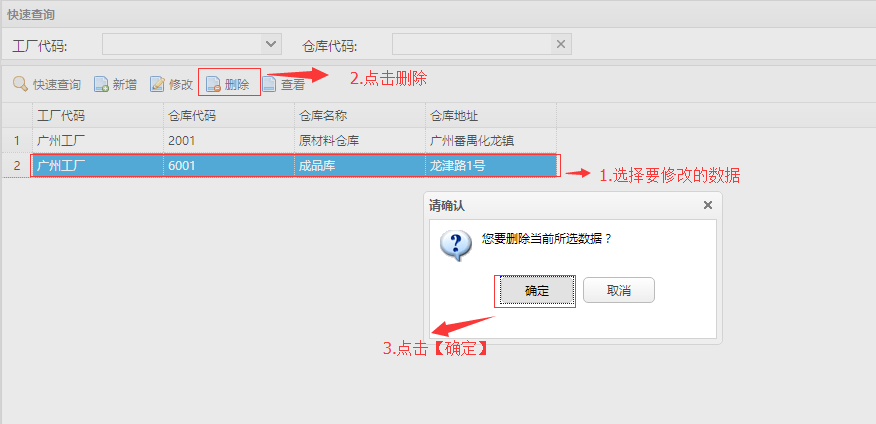 快速查询
工厂代码: 仓库代码:
快速查询 新增 修改 删除 查看 2.点击删除
工厂代码 仓库代码 仓库名称 仓库地址
1 广州工厂 2001 原材料仓库 广州番禺化龙镇
2 广州工厂 6001 成品库 龙津路1号
1.选择要修改的数据
请确认
您要删除当前所选数据？
确定 取消
3.点击【确定】